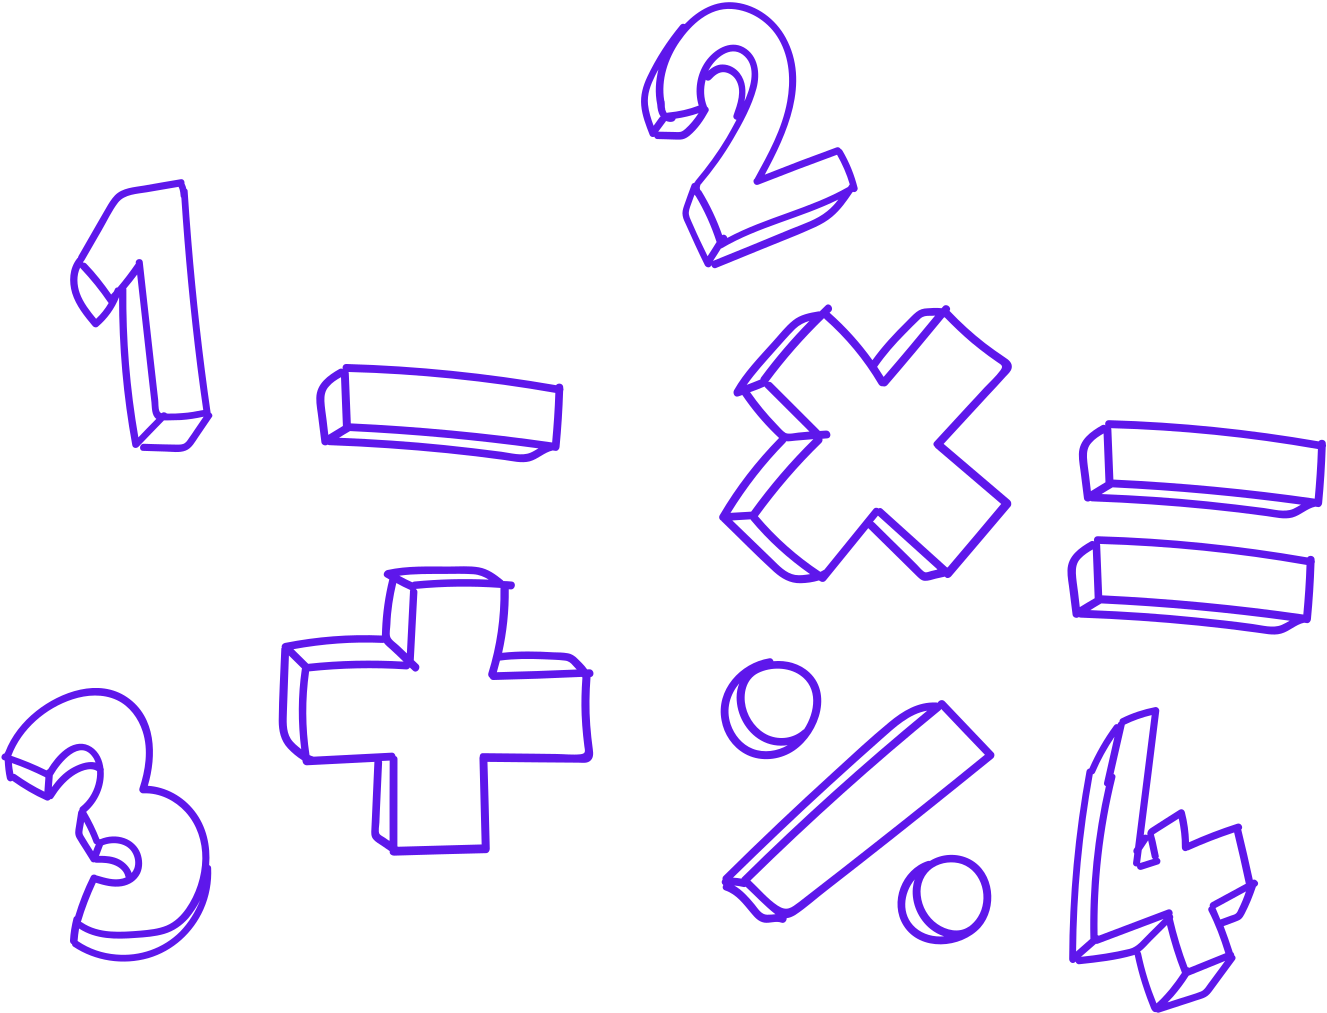 2
1
- × =
+
3 % 4